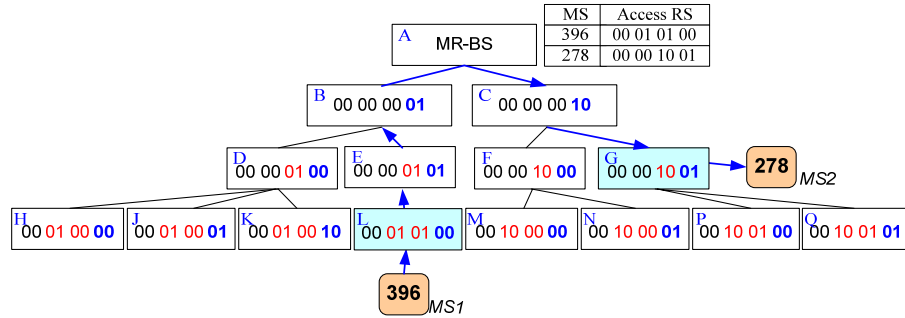 A MR-BS
MS Access RS
396 00 01 01 00
278 00 00 10 01
B 00 00 00 01
C 00 00 00 10
D 00 00 01 00
E 00 00 01 01
F 00 00 10 00
G 00 00 10 01
278 MS2
H 00 01 00 00
J 00 01 00 01
K 00 01 00 10
L 00 01 01 00
M 00 10 00 00
N 00 10 00 01
P 00 10 01 00
Q 00 10 01 01
396 MS1